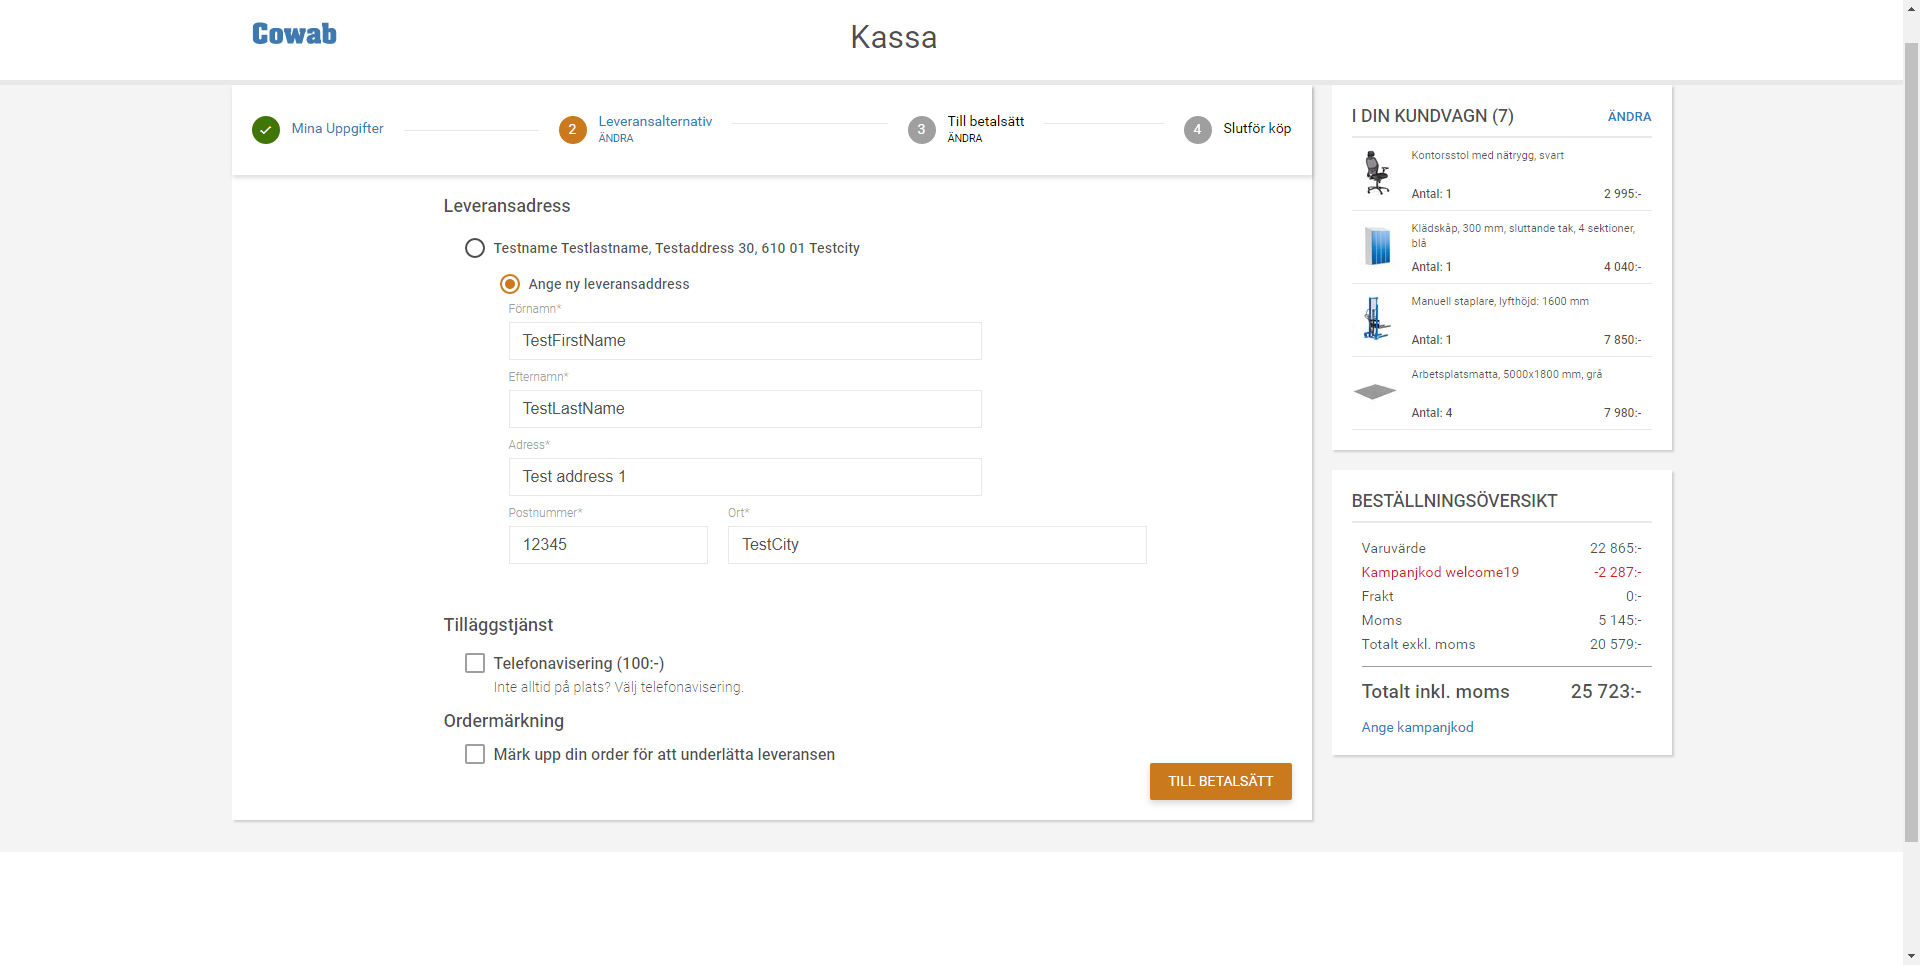 Cowab
Kassa
Mina Uppgifter
2
Leveransalternativ
ÄNDRA
3
Till betalsätt
ÄNDRA
4
Slutför köp
Leveransadress
Testname Testlastname, Testaddress 30, 610 01 Testcity
Ange ny leveransaddress
Förnamn*
TestFirstName
Efternamn*
TestLastName
Adress*
Test address 1
Postnummer* Ort*
12345 TestCity
Tilläggstjänst
Telefonavisering (100:-)
Inte alltid på plats? Välj telefonavisering.
Ordermärkning
Märk upp din order för att underlätta leveransen
TILL BETALSÄTT
I DIN KUNDVAGN (7) ÄNDRA
Kontorsstol med nätrygg, svart
Antal: 1 2 995:-
Klädskåp, 300 mm, sluttande tak, 4 sektioner,
blå
Antal: 1 4 040:-
Manuell staplare, lyfthöjd: 1600 mm
Antal: 1 7 850:-
Arbetsplatsmatta, 5000x1800 mm, grå
Antal: 4 7 980:-
BESTÄLLNINGSÖVERSIKT
Varuvärde 22 865:-
Kampanjkod welcome19 -2 287:-
Frakt 0:-
Moms 5 145:-
Totalt exkl. moms 20 579:-
Totalt inkl. moms 25 723:-
Ange kampanjkod